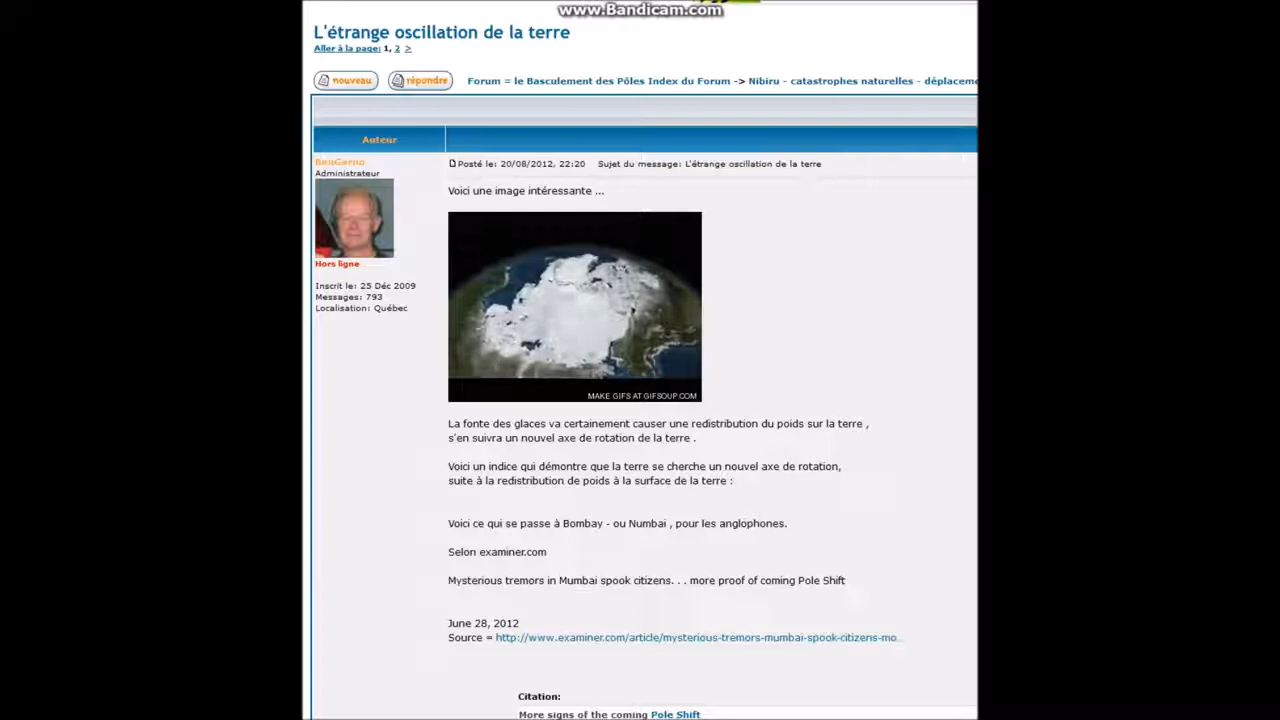 www.Bandicam.com
L'étrange oscillation de la terre
Aller à la page: 1, 2 >
nouveau répondre Forum = le Basculement des Pôles Index du Forum -> Nibiru - catastrophes naturelles - déplaceme
Auteur
BenGarno
Posté le: 20/08/2012, 22:20 Sujet du message: L'étrange oscillation de la terre
Administrateur
Voici une image intéressante ...
Hors ligne
Inscrit le: 25 Déc 2009
Messages: 793
Localisation: Québec
MAKE GIFS AT GIFSOUP.COM
La fonte des glaces va certainement causer une redistribution du poids sur la terre ,
s'en suivra un nouvel axe de rotation de la terre .
Voici un indice qui démontre que la terre se cherche un nouvel axe de rotation,
suite à la redistribution de poids à la surface de la terre :
Voici ce qui se passe à Bombay - ou Numbai , pour les anglophones.
Selon examiner.com
Mysterious tremors in Mumbai spook citizens. . . more proof of coming Pole Shift
June 28, 2012
Source = http://www.examiner.com/article/mysterious-tremors-mumbai-spook-citizens-mo...
Citation:
More signs of the coming Pole Shift